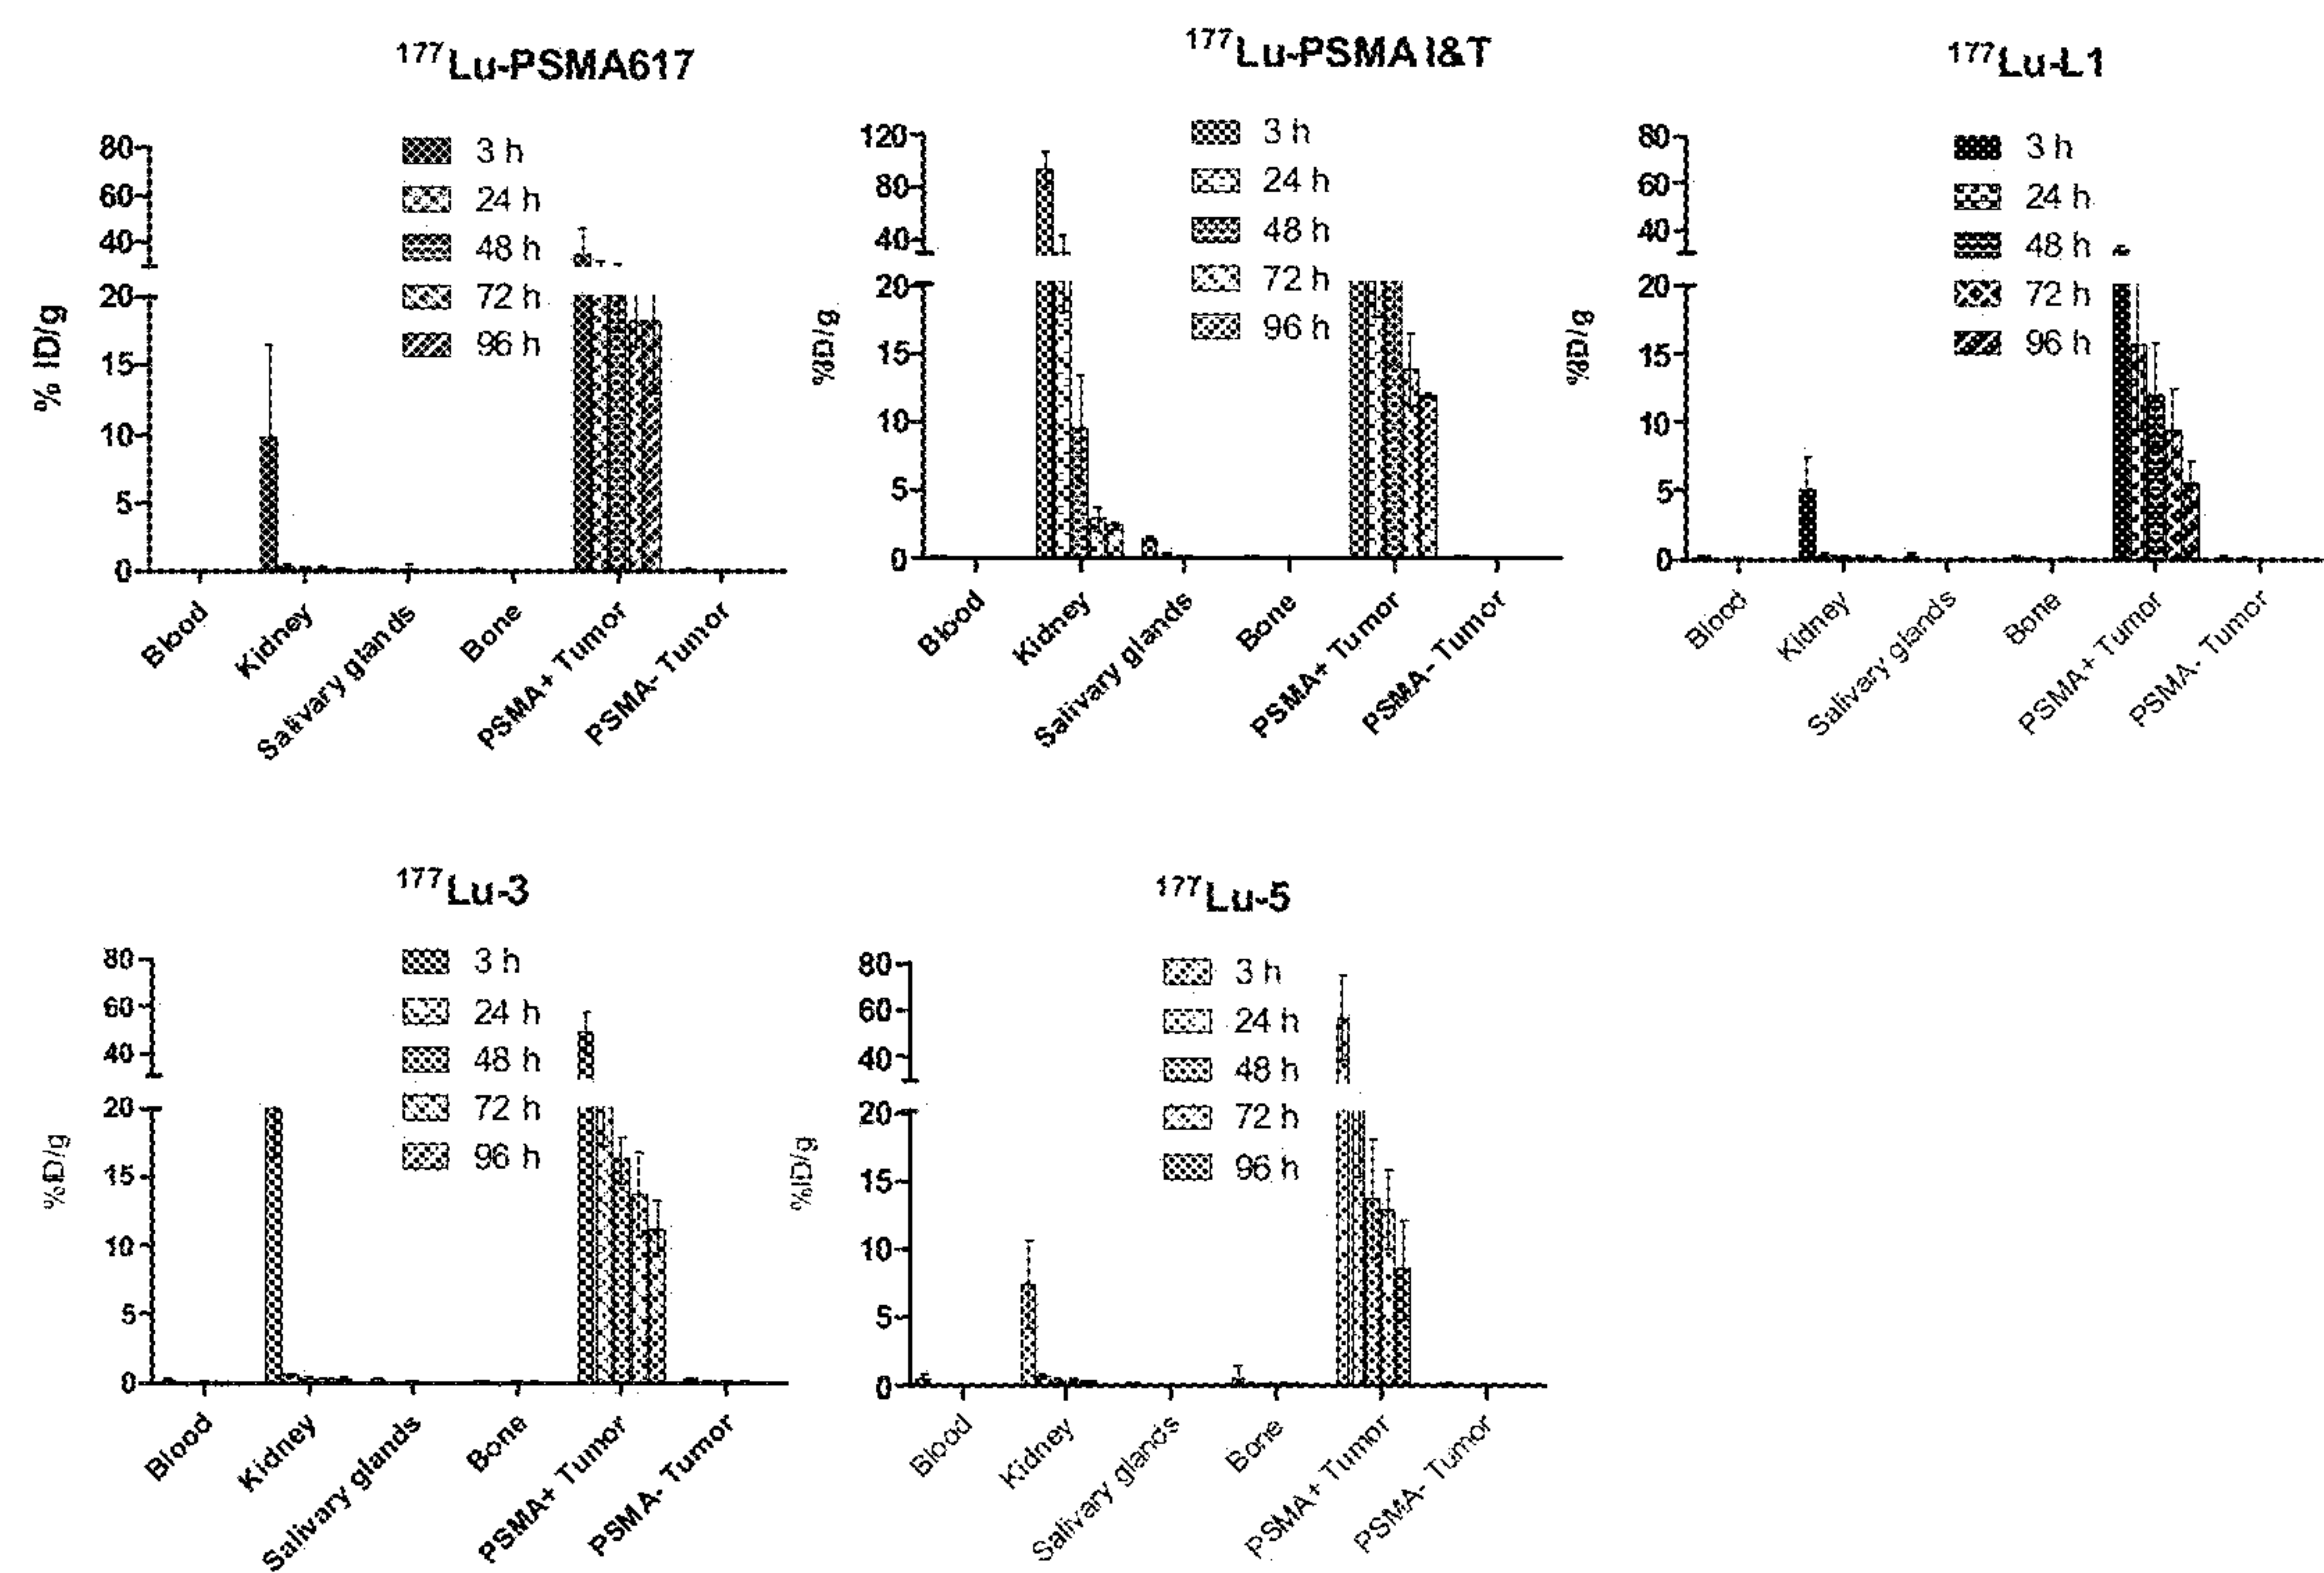 177Lu-PSMA617
3 h
24 h
48 h
72 h
96 h
80
60
40
20
15
10
5
0
% ID/g
Blood
Kidney
Salivary glands
Bone
PSMA+ Tumor
PSMA- Tumor
177Lu-PSMA I&T
3 h
24 h
48 h
72 h
96 h
120
80
40
20
15
10
5
0
%ID/g
Blood
Kidney
Salivary glands
Bone
PSMA+ Tumor
PSMA- Tumor
177Lu-L1
3 h
24 h
48 h
72 h
96 h
80
60
40
20
15
10
5
0
%ID/g
Blood
Kidney
Salivary glands
Bone
PSMA+ Tumor
PSMA- Tumor
177Lu-3
3 h
24 h
48 h
72 h
96 h
80
60
40
20
15
10
5
0
%ID/g
Blood
Kidney
Salivary glands
Bone
PSMA+ Tumor
PSMA- Tumor
177Lu-5
3 h
24 h
48 h
72 h
96 h
80
60
40
20
15
10
5
0
%ID/g
Blood
Kidney
Salivary glands
Bone
PSMA+ Tumor
PSMA- Tumor